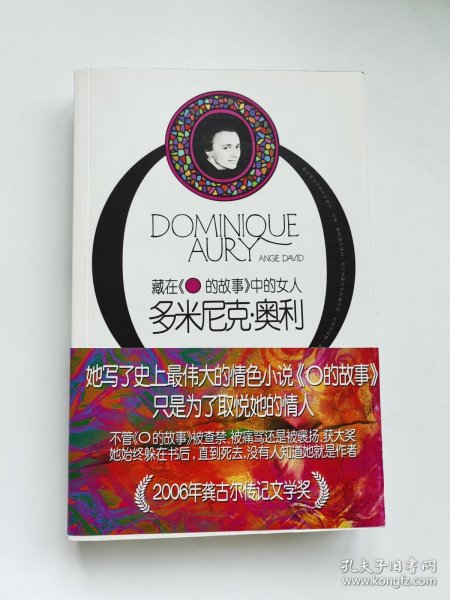 DOMINIQUE
AURY
ANGIE DAVID
藏在《O的故事》中的女人
多米尼克·奥利
她写了史上最伟大的情色小说《O的故事》
只是为了取悦她的情人
不管《O的故事》被查禁、被痛骂还是被褒扬、获大奖
她始终躲在书后，直到死去，没有人知道她就是作者
2006年龚古尔传记文学奖
孔夫子旧书网
www.kongfz.com